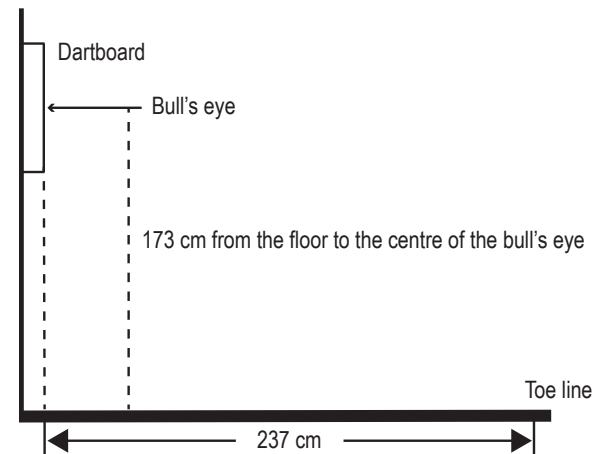 Dartboard
Bull's eye
173 cm from the floor to the centre of the bull's eye
Toe line
237 cm